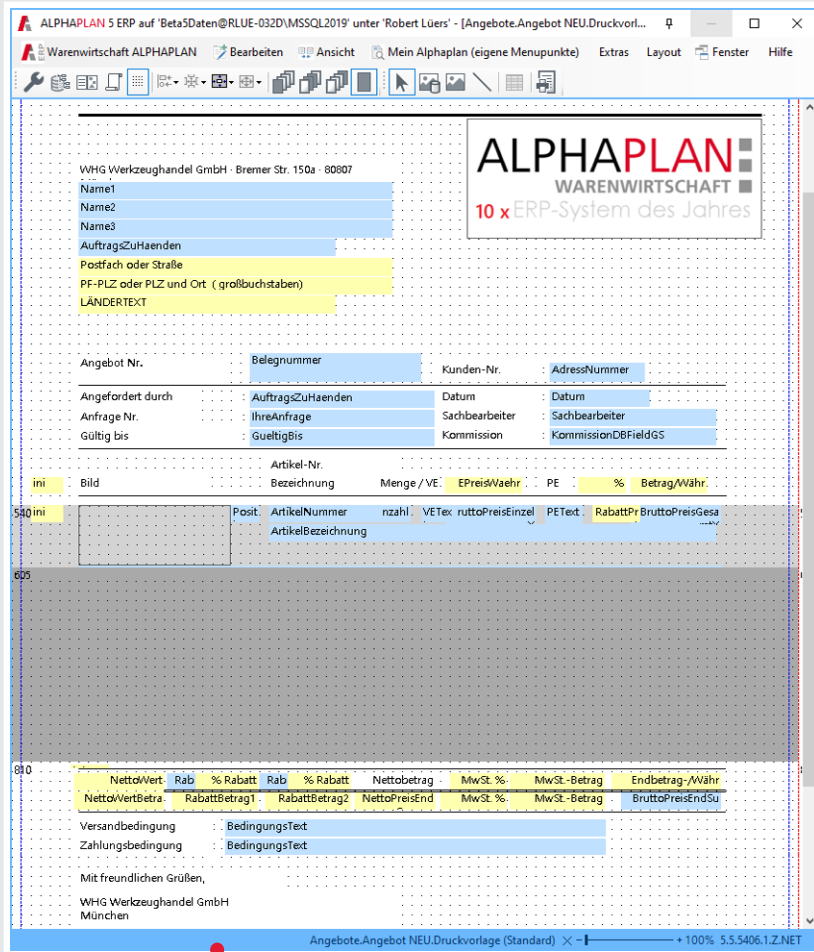 ALPHAPLAN 5 ERP auf 'Beta5Daten@RLUE-032D\MSSQL2019' unter 'Robert Lüers' - [Angebote.Angebot NEU.Druckvorl...
Warenwirtschaft ALPHAPLAN Bearbeiten Ansicht Mein Alphaplan (eigene Menupunkte) Extras Layout Fenster Hilfe
ALPHAPLAN
WARENWIRTSCHAFT
10 x ERP-System des Jahres
WHG Werkzeughandel GmbH · Bremer Str. 150a · 80807
Name1
Name2
Name3
AuftragsZuHaenden
Postfach oder Straße
PF-PLZ oder PLZ und Ort ( großbuchstaben)
LÄNDERTEXT
Angebot Nr. Belegnummer Kunden-Nr. : AdressNummer
Angefordert durch : AuftragsZuHaenden Datum : Datum
Anfrage Nr. : IhreAnfrage Sachbearbeiter : Sachbearbeiter
Gültig bis : GueltigBis Kommission : KommissionDBFieldGS
Artikel-Nr.
ini Bild Bezeichnung Menge / VE EPreisWaehr PE % Betrag/Währ.
540 ini Posit. ArtikelNummer nzahl VETex ruttoPreisEinzel PEText RabattPr BruttoPreisGesa
ArtikelBezeichnung
605
810
NettoWert Rab % Rabatt Rab % Rabatt Nettobetrag MwSt. % MwSt.-Betrag Endbetrag-/Währ
NettoWertBetra RabattBetrag1 RabattBetrag2 NettoPreisEnd MwSt. % MwSt.-Betrag BruttoPreisEndSu
Versandbedingung : BedingungsText
Zahlungsbedingung : BedingungsText
Mit freundlichen Grüßen,
WHG Werkzeughandel GmbH
München
Angebote.Angebot NEU.Druckvorlage (Standard) + 100% 5.5.5406.1.Z.NET